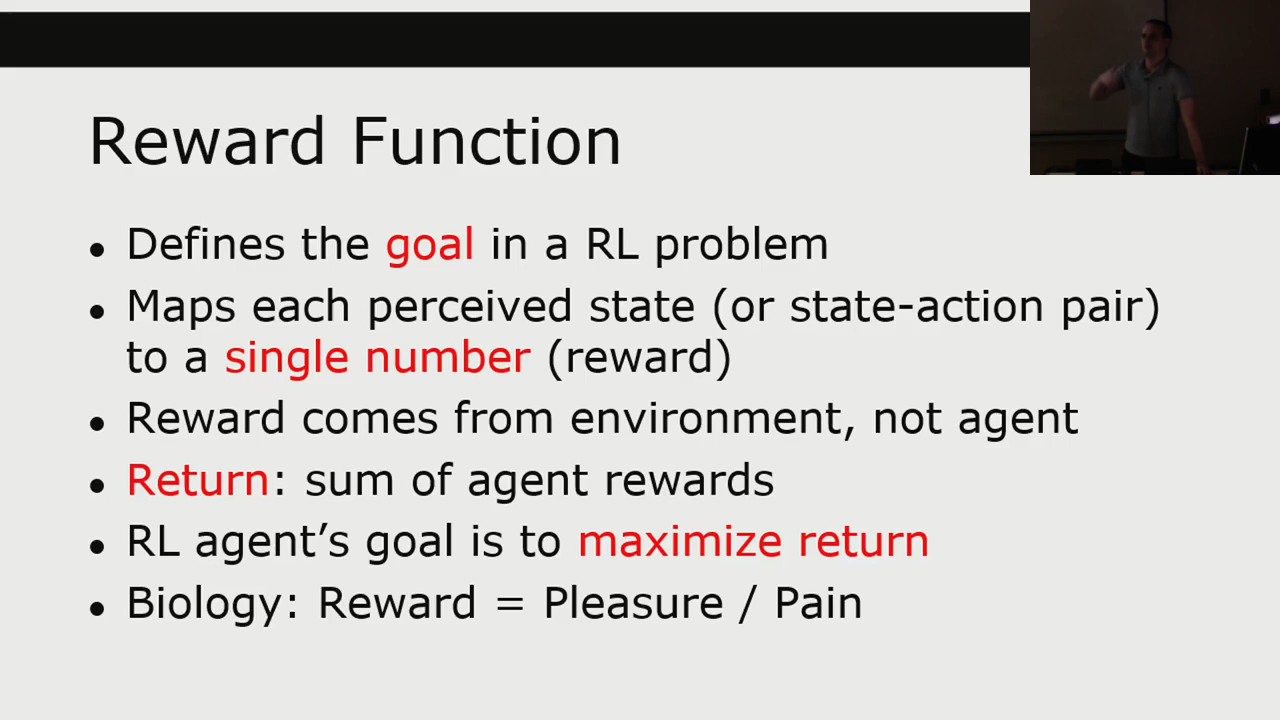 Reward Function
• Defines the goal in a RL problem
• Maps each perceived state (or state-action pair)
to a single number (reward)
• Reward comes from environment, not agent
• Return: sum of agent rewards
• RL agent’s goal is to maximize return
• Biology: Reward = Pleasure / Pain